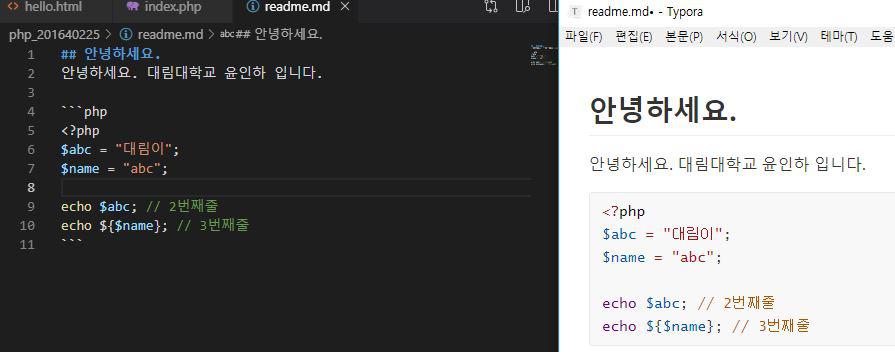 hello.html index.php readme.md
php_201640225 > readme.md > abc## 안녕하세요.
1 ## 안녕하세요.
2 안녕하세요. 대림대학교 윤인하 입니다.
3
4 ```php
5 <?php
6 $abc = "대림이";
7 $name = "abc";
8
9 echo $abc; // 2번째줄
10 echo ${$name}; // 3번째줄
11 ```
T readme.md• - Typora
파일(F) 편집(E) 본문(P) 서식(O) 보기(V) 테마(T) 도움
안녕하세요.
안녕하세요. 대림대학교 윤인하 입니다.
<?php
$abc = "대림이";
$name = "abc";
echo $abc; // 2번째줄
echo ${$name}; // 3번째줄